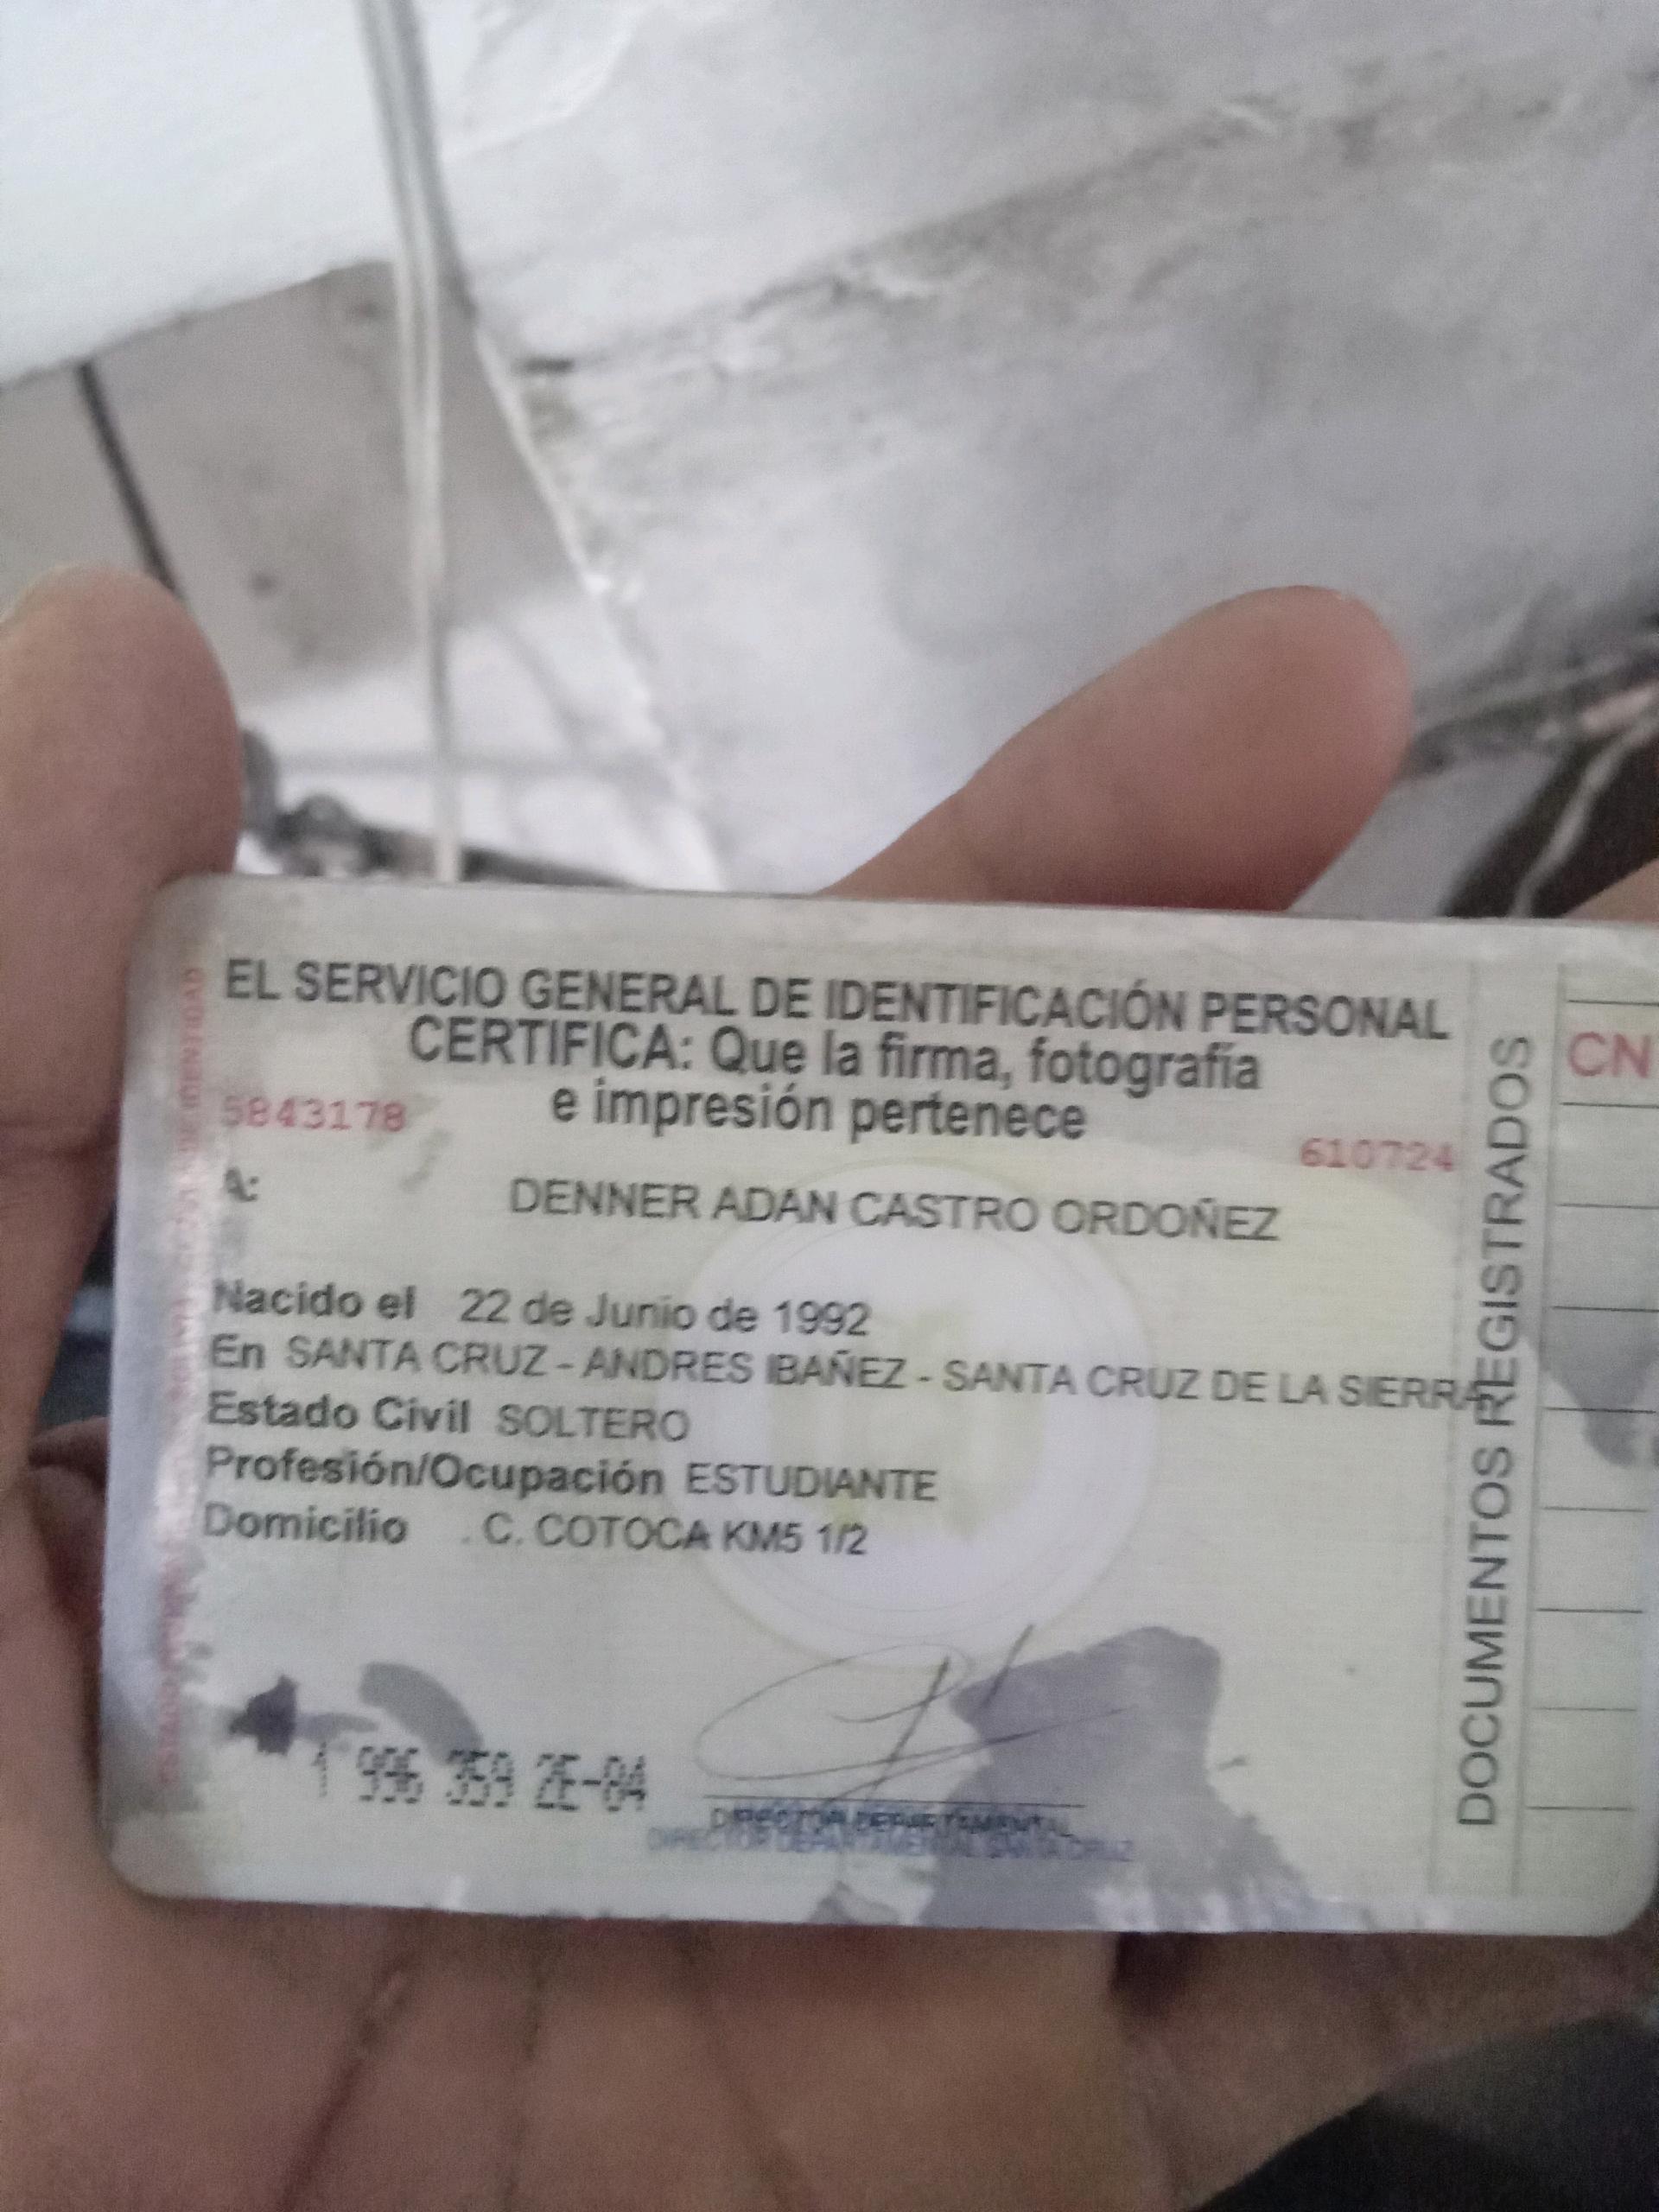 EL SERVICIO GENERAL DE IDENTIFICACIÓN PERSONAL
CERTIFICA: Que la firma, fotografía
e impresión pertenece
5843178
610724
A: DENNER ADAN CASTRO ORDOÑEZ
Nacido el 22 de Junio de 1992
En SANTA CRUZ - ANDRES IBAÑEZ - SANTA CRUZ DE LA SIERRA
Estado Civil SOLTERO
Profesión/Ocupación ESTUDIANTE
Domicilio . C. COTOCA KM5 1/2
1 996 359 2E-8A
DIRECTOR DEPARTAMENTAL
DIRECTOR DEPARTAMENTAL SANTA CRUZ
DOCUMENTOS REGISTRADOS
CN